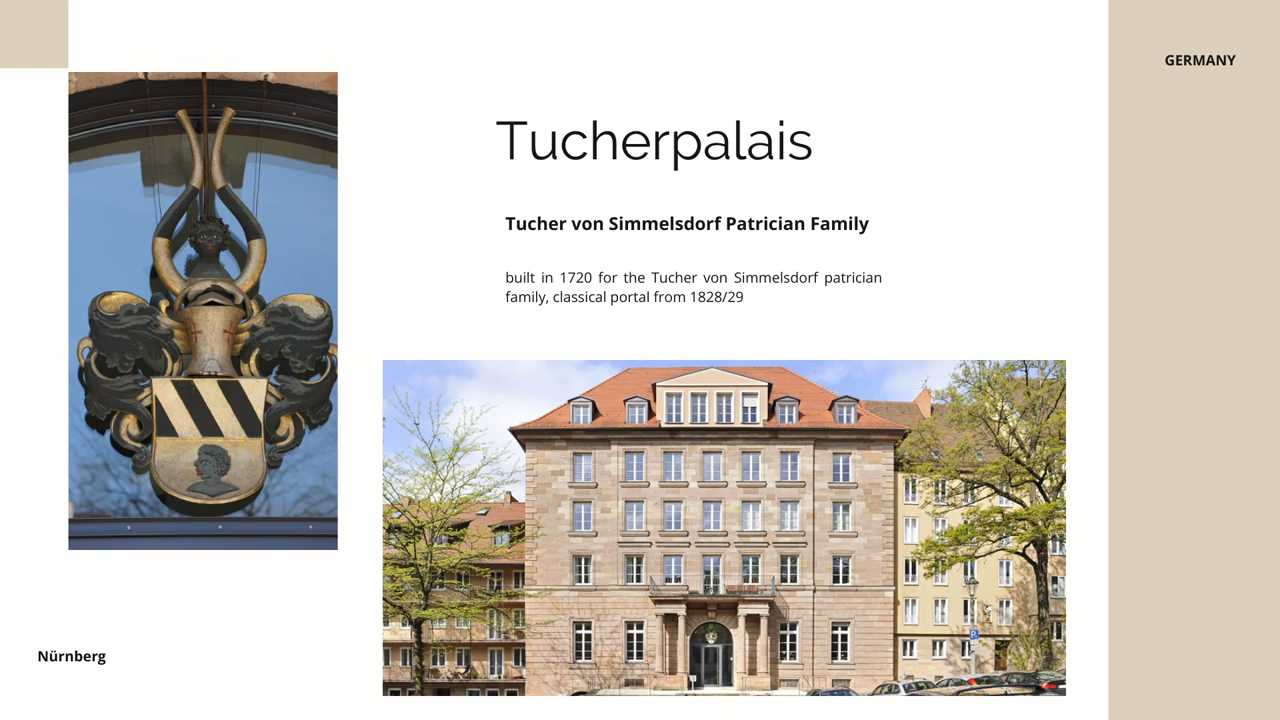 GERMANY
Tucherpalais
Tucher von Simmelsdorf Patrician Family
built in 1720 for the Tucher von Simmelsdorf patrician
family, classical portal from 1828/29
P
Nürnberg